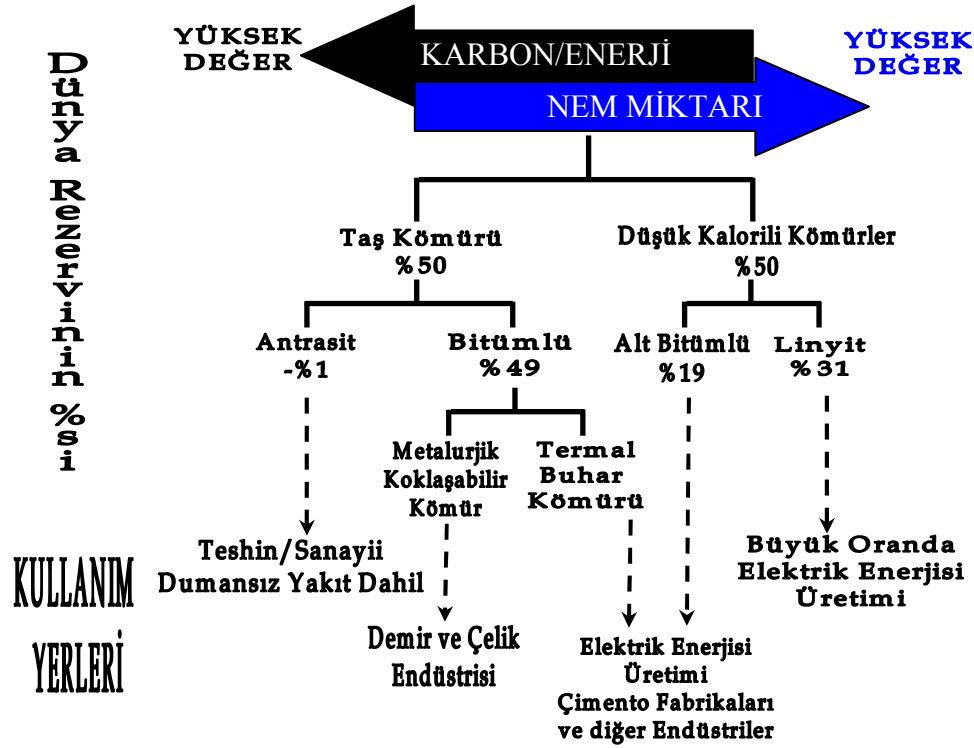 YÜKSEK
DEĞER
KARBON/ENERJİ
NEM MİKTARI
YÜKSEK
DEĞER
Dünya Rezervinin %si
Taş Kömürü
%50
Düşük Kalorili Kömürler
%50
Antrasit
-%1
Bitümlü
%49
Alt Bitümlü
%19
Linyit
%31
Metalurjik
Koklaşabilir
Kömür
Termal
Buhar
Kömürü
KULLANIM
YERLERİ
Teshin/Sanayii
Dumansız Yakıt Dahil
Demir ve Çelik
Endüstrisi
Elektrik Enerjisi
Üretimi
Çimento Fabrikaları
ve diğer Endüstriler
Büyük Oranda
Elektrik Enerjisi
Üretimi